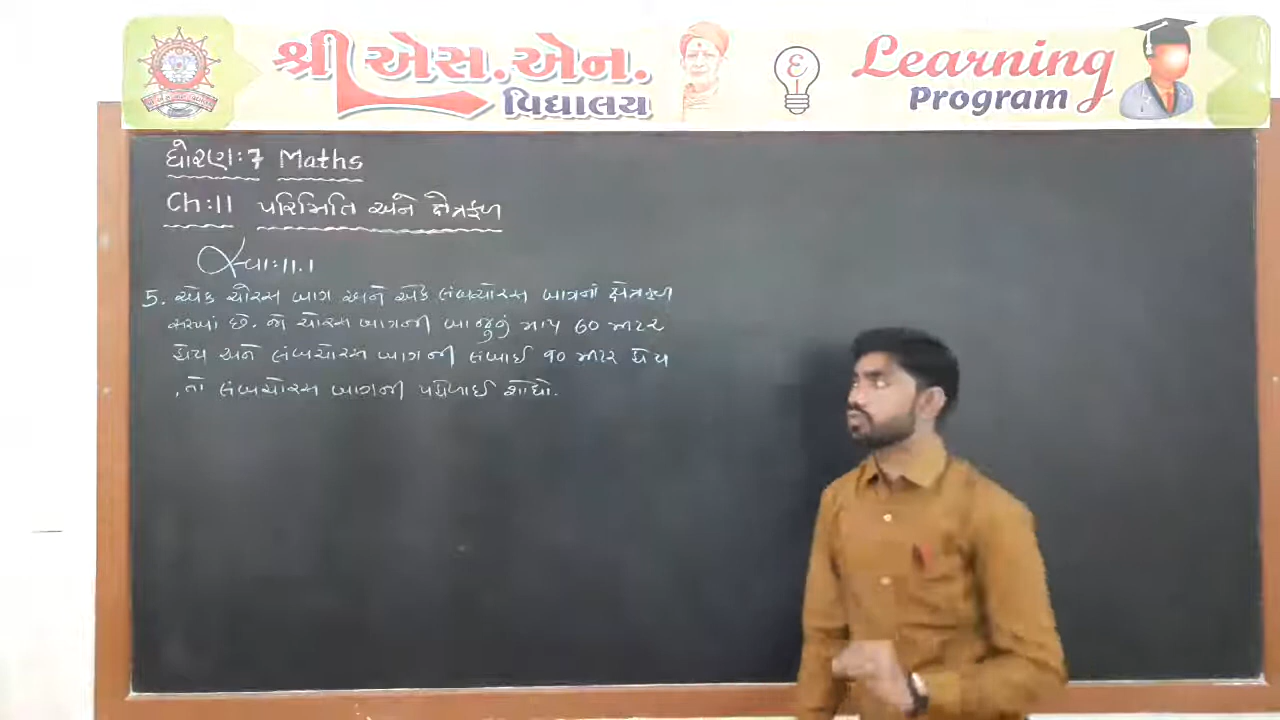 શ્રી એસ.એન.
વિદ્યાલય
Learning
Program
ધોરણ:7 Maths
Ch:11 પરિમિતિ અને ક્ષેત્રફળ
સ્વા:11.1
5. એક ચોરસ બાગ અને એક લંબચોરસ બાગનાં ક્ષેત્રફળ
સરખાં છે. જો ચોરસ બાગની બાજુનું માપ 60 મીટર
હોય અને લંબચોરસ બાગની લંબાઈ 90 મીટર હોય
,તો લંબચોરસ બાગની પહોળાઈ શોધો.